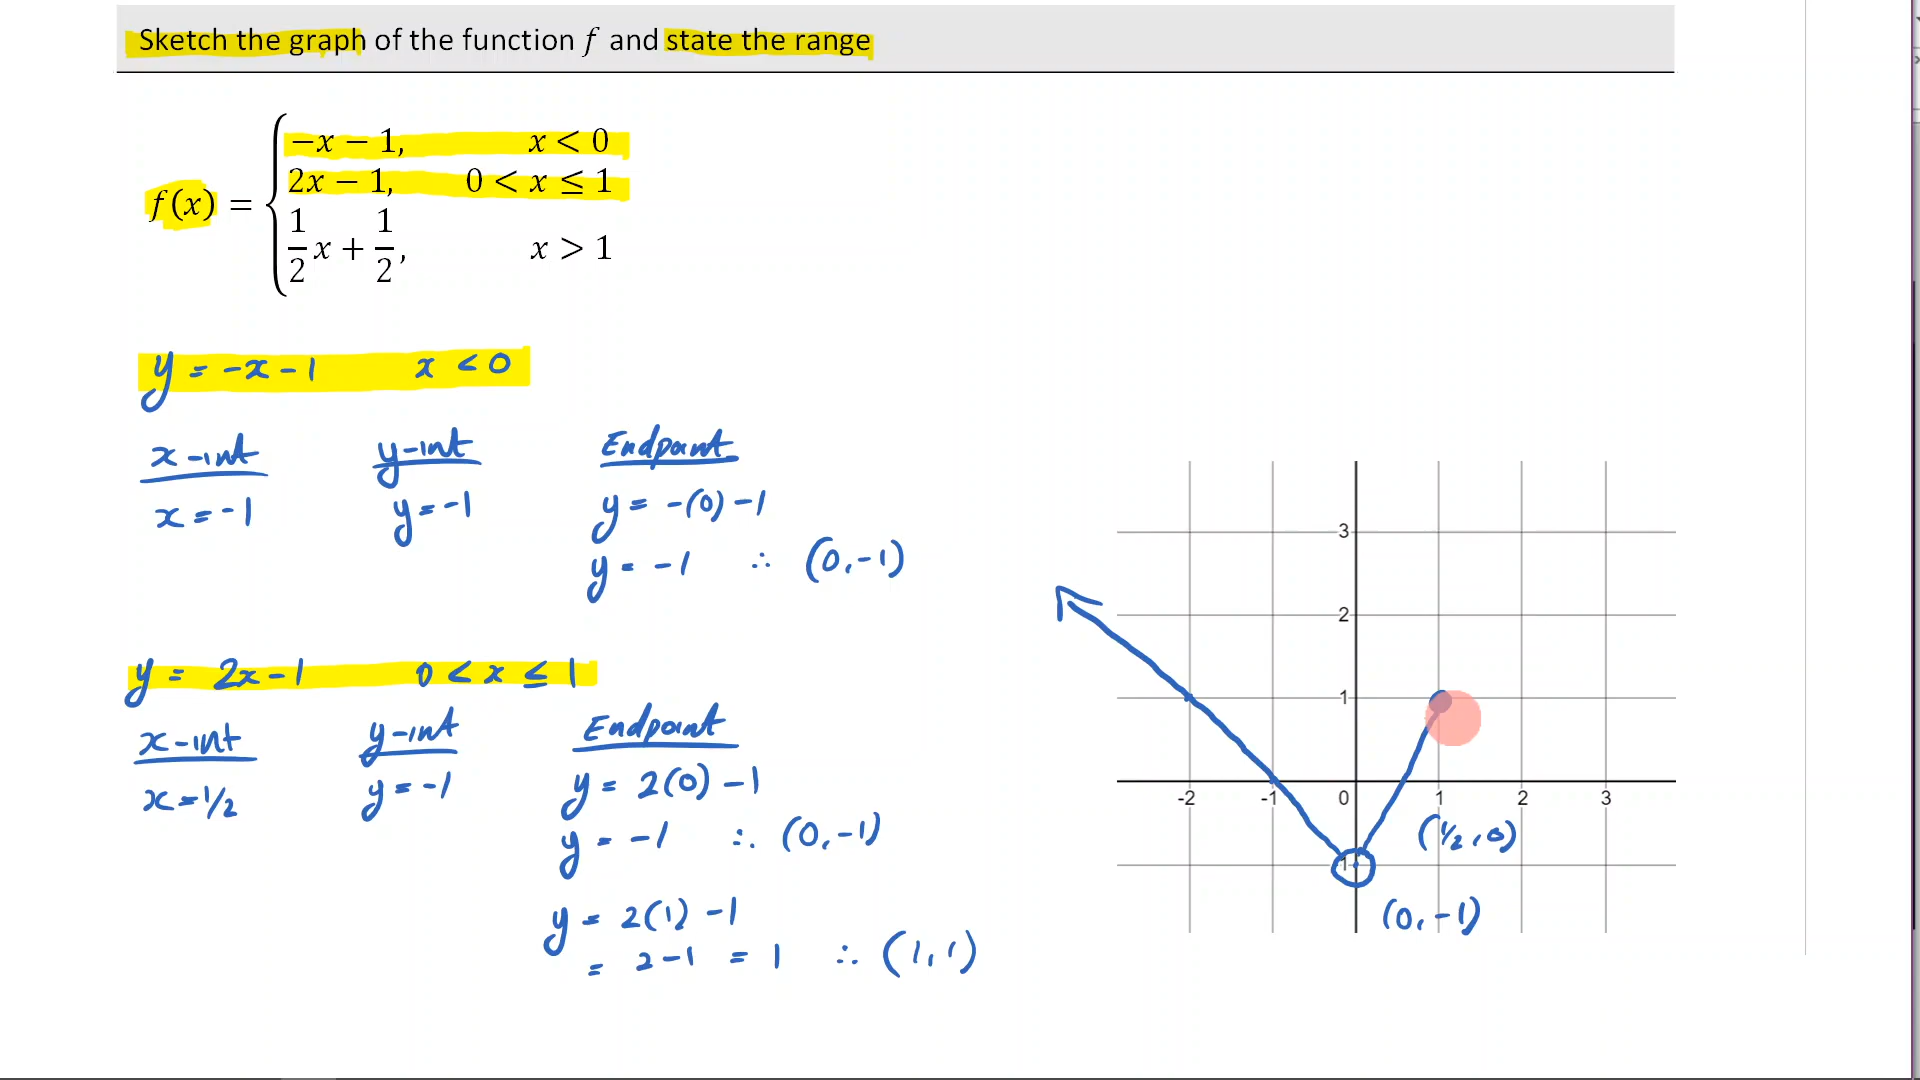 Sketch the graph of the function f and state the range
f(x) = { −x − 1, x < 0
2x − 1, 0 < x ≤ 1
1/2 x + 1/2, x > 1
y = -x - 1 x < 0
x-int y-int Endpoint
x = -1 y = -1 y = -(0) - 1
y = -1 ∴ (0, -1)
y = 2x - 1 0 < x ≤ 1
x-int y-int Endpoint
x = 1/2 y = -1 y = 2(0) - 1
y = -1 ∴ (0, -1)
y = 2(1) - 1
= 2 - 1 = 1 ∴ (1, 1)
3
2
1
-2 -1 0 1 2 3
(1/2, 0)
-1
(0, -1)